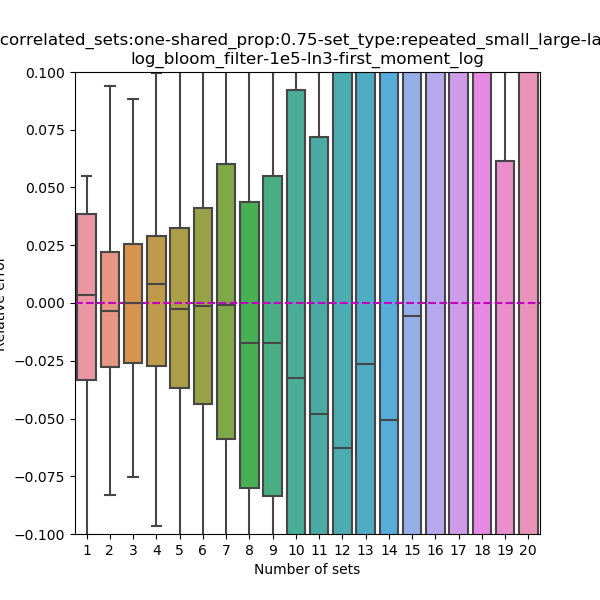 correlated_sets:one-shared_prop:0.75-set_type:repeated_small_large-la
log_bloom_filter-1e5-ln3-first_moment_log
0.100
0.075
0.050
0.025
0.000
−0.025
−0.050
−0.075
−0.100
Relative error
1 2 3 4 5 6 7 8 9 10 11 12 13 14 15 16 17 18 19 20
Number of sets